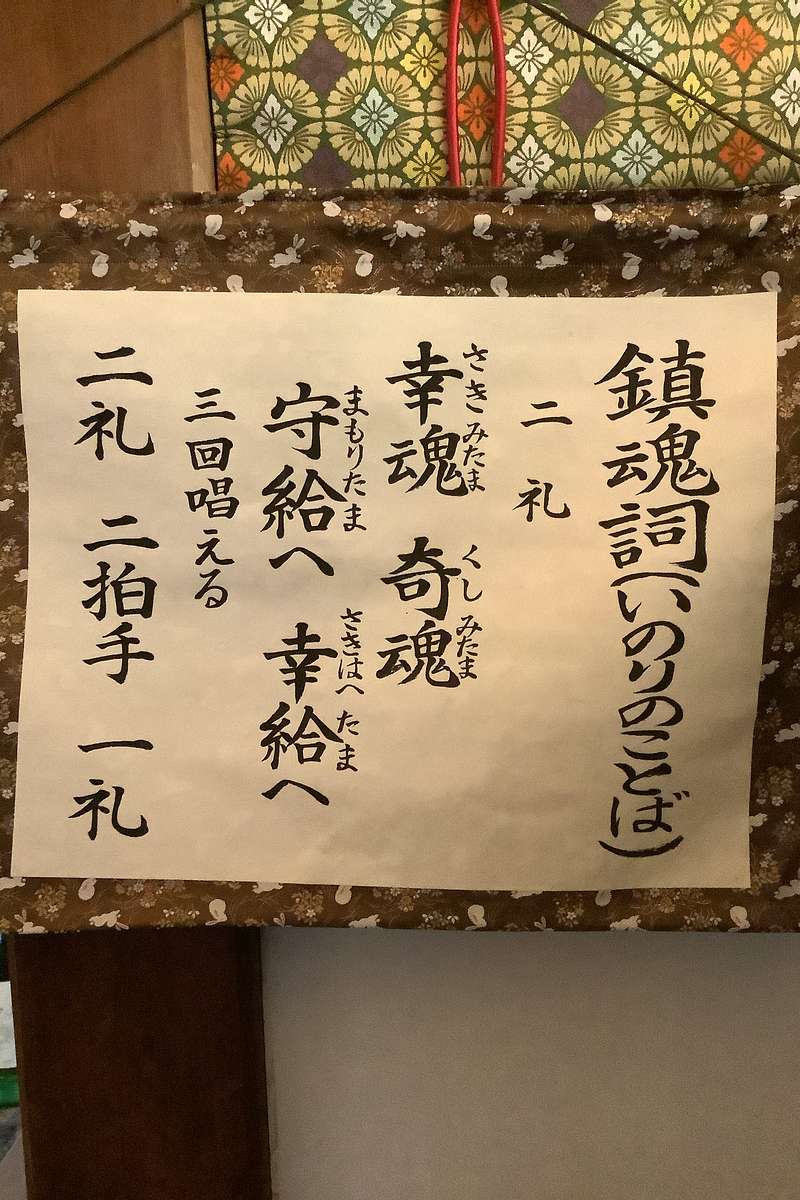 鎮魂詞(いのりのことば)
二礼
さきみたま くしみたま
幸魂 奇魂
まもりたま さきはへたま
守給へ 幸給へ
三回唱える
二礼 二拍手 一礼